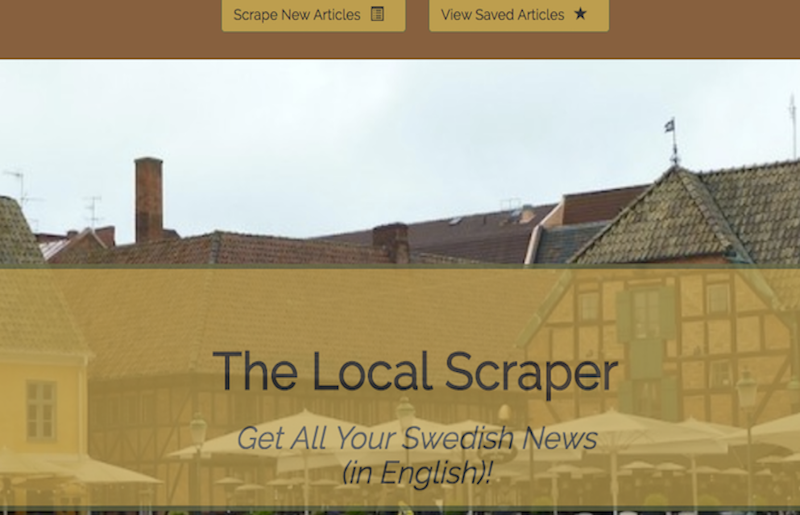 Scrape New Articles
View Saved Articles
The Local Scraper
Get All Your Swedish News
(in English)!